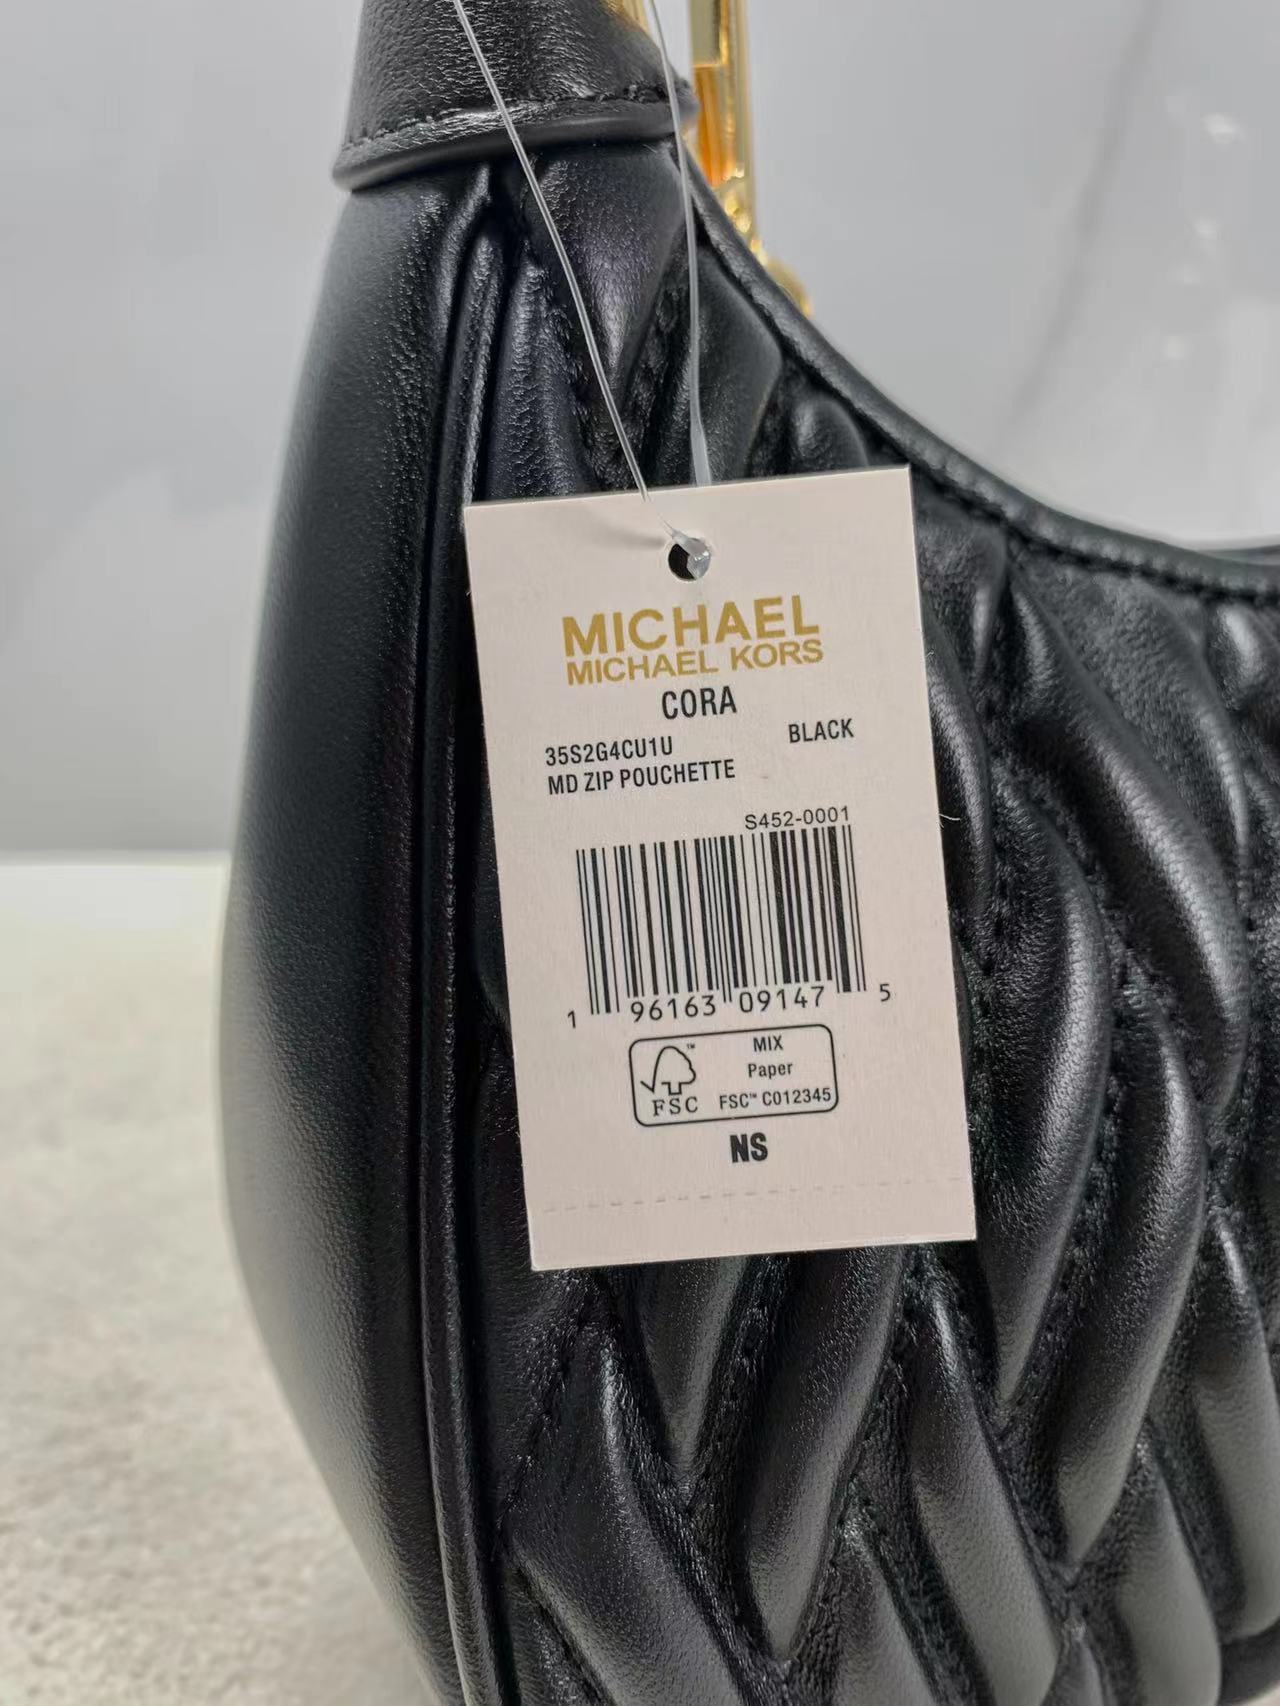 MICHAEL
MICHAEL KORS
CORA
35S2G4CU1U BLACK
MD ZIP POUCHETTE
S452-0001
1 96163 09147 5
MIX
Paper
FSC™ C012345
™
FSC
NS